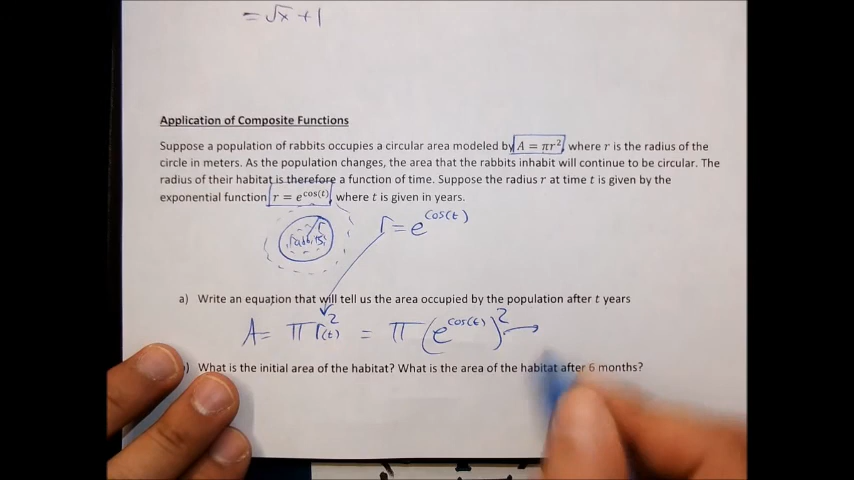 = √x + 1
Application of Composite Functions
Suppose a population of rabbits occupies a circular area modeled by A = πr², where r is the radius of the
circle in meters. As the population changes, the area that the rabbits inhabit will continue to be circular. The
radius of their habitat is therefore a function of time. Suppose the radius r at time t is given by the
exponential function r = e^cos(t), where t is given in years.
r
rabbits
r = e^cos(t)
a) Write an equation that will tell us the area occupied by the population after t years
A = π r(t)² = π (e^cos(t))² →
) What is the initial area of the habitat? What is the area of the habitat after 6 months?